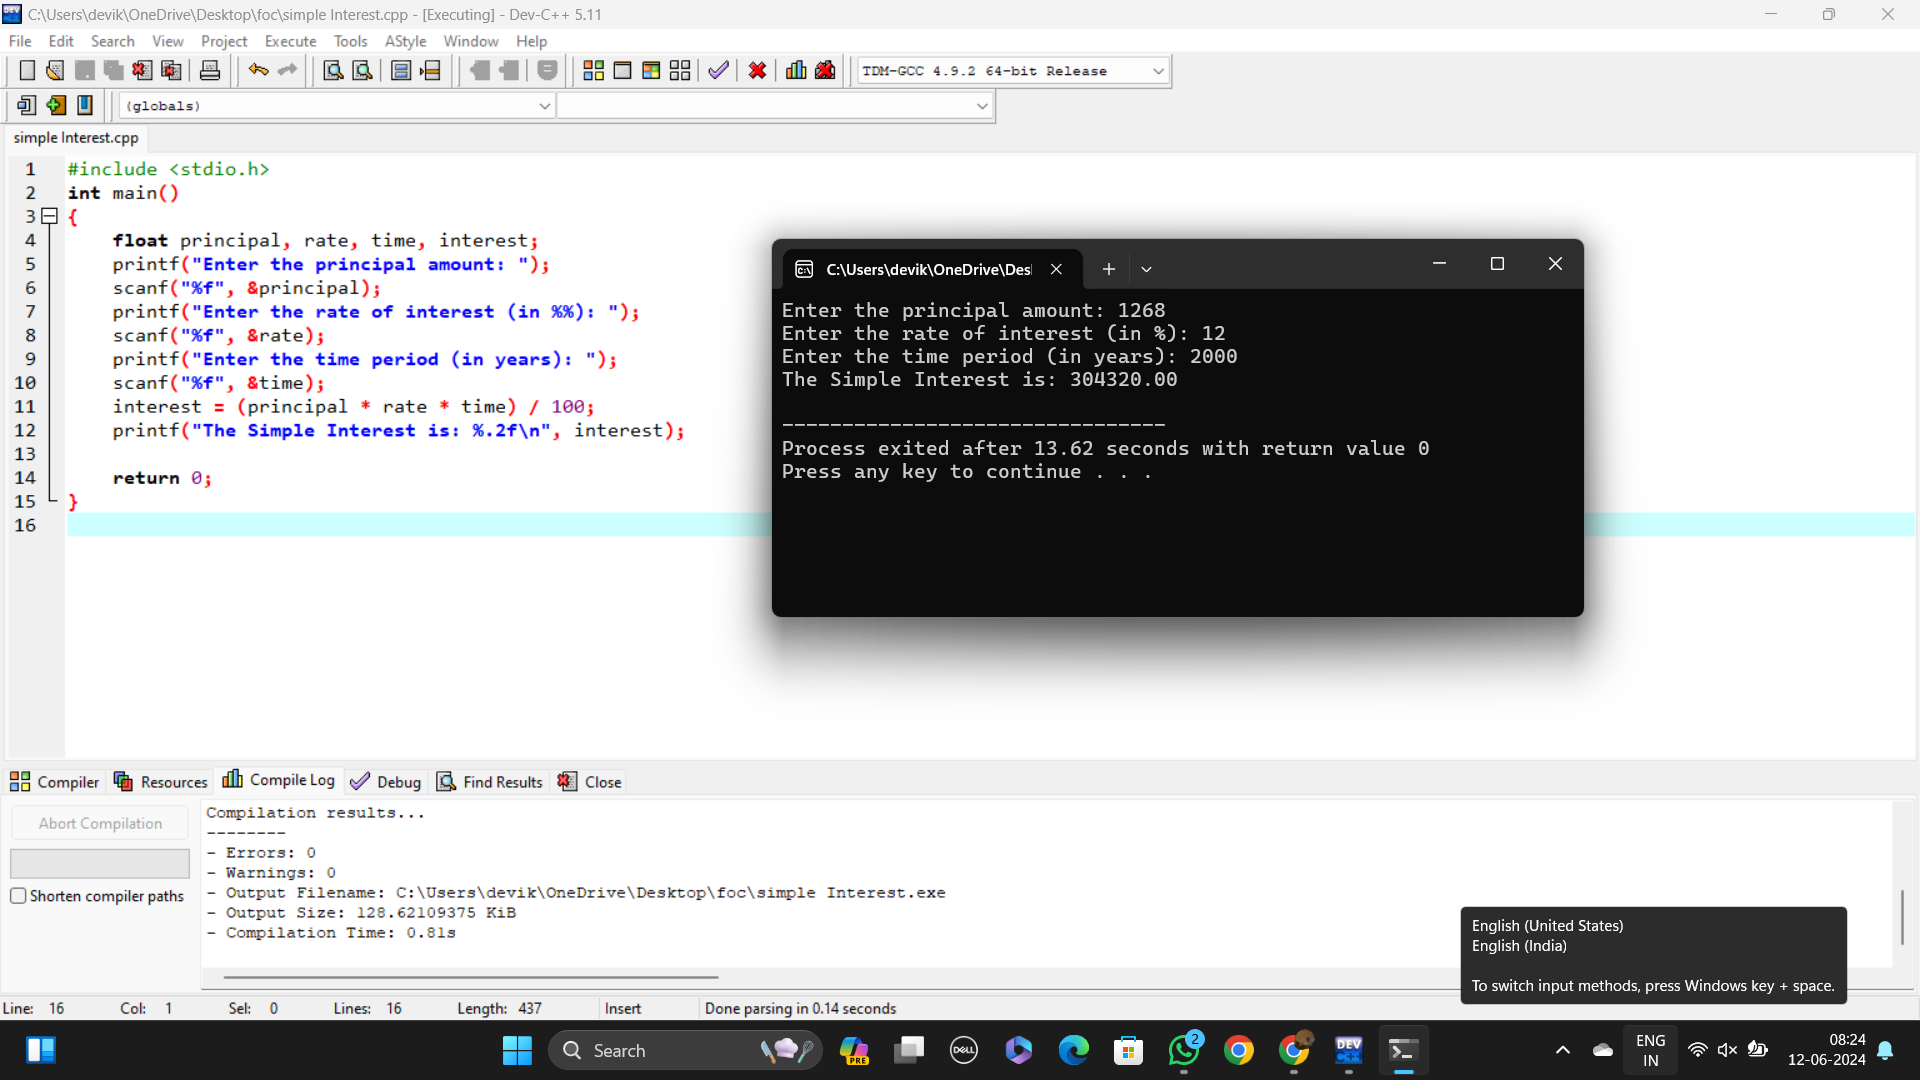 C:\Users\devik\OneDrive\Desktop\foc\simple Interest.cpp - [Executing] - Dev-C++ 5.11
File Edit Search View Project Execute Tools AStyle Window Help
TDM-GCC 4.9.2 64-bit Release
(globals)
simple Interest.cpp
1 #include <stdio.h>
2 int main()
3 {
4 float principal, rate, time, interest;
5 printf("Enter the principal amount: ");
6 scanf("%f", &principal);
7 printf("Enter the rate of interest (in %%): ");
8 scanf("%f", &rate);
9 printf("Enter the time period (in years): ");
10 scanf("%f", &time);
11 interest = (principal * rate * time) / 100;
12 printf("The Simple Interest is: %.2f\n", interest);
13
14 return 0;
15 }
16
C:\Users\devik\OneDrive\Des
Enter the principal amount: 1268
Enter the rate of interest (in %): 12
Enter the time period (in years): 2000
The Simple Interest is: 304320.00
--------------------------------
Process exited after 13.62 seconds with return value 0
Press any key to continue . . .
Compiler Resources Compile Log Debug Find Results Close
Abort Compilation
Shorten compiler paths
Compilation results...
--------
- Errors: 0
- Warnings: 0
- Output Filename: C:\Users\devik\OneDrive\Desktop\foc\simple Interest.exe
- Output Size: 128.62109375 KiB
- Compilation Time: 0.81s
English (United States)
English (India)
To switch input methods, press Windows key + space.
Line: 16 Col: 1 Sel: 0 Lines: 16 Length: 437 Insert Done parsing in 0.14 seconds
Search
PRE
DELL
2
DEV
C++
ENG
IN
08:24
12-06-2024